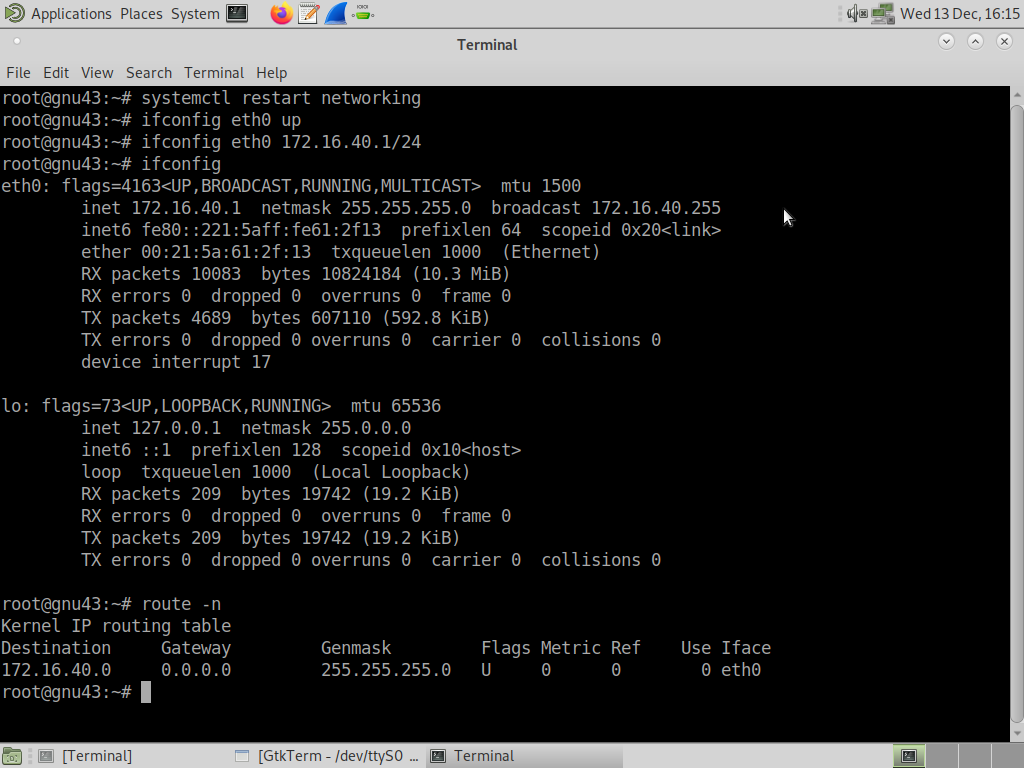 Applications Places System Wed 13 Dec, 16:15
Terminal
File Edit View Search Terminal Help
root@gnu43:~# systemctl restart networking
root@gnu43:~# ifconfig eth0 up
root@gnu43:~# ifconfig eth0 172.16.40.1/24
root@gnu43:~# ifconfig
eth0: flags=4163<UP,BROADCAST,RUNNING,MULTICAST>  mtu 1500
        inet 172.16.40.1  netmask 255.255.255.0  broadcast 172.16.40.255
        inet6 fe80::221:5aff:fe61:2f13  prefixlen 64  scopeid 0x20<link>
        ether 00:21:5a:61:2f:13  txqueuelen 1000  (Ethernet)
        RX packets 10083  bytes 10824184 (10.3 MiB)
        RX errors 0  dropped 0  overruns 0  frame 0
        TX packets 4689  bytes 607110 (592.8 KiB)
        TX errors 0  dropped 0 overruns 0  carrier 0  collisions 0
        device interrupt 17
lo: flags=73<UP,LOOPBACK,RUNNING>  mtu 65536
        inet 127.0.0.1  netmask 255.0.0.0
        inet6 ::1  prefixlen 128  scopeid 0x10<host>
        loop  txqueuelen 1000  (Local Loopback)
        RX packets 209  bytes 19742 (19.2 KiB)
        RX errors 0  dropped 0  overruns 0  frame 0
        TX packets 209  bytes 19742 (19.2 KiB)
        TX errors 0  dropped 0 overruns 0  carrier 0  collisions 0
root@gnu43:~# route -n
Kernel IP routing table
Destination     Gateway         Genmask         Flags Metric Ref    Use Iface
172.16.40.0     0.0.0.0         255.255.255.0   U     0      0        0 eth0
root@gnu43:~#
[Terminal] [GtkTerm - /dev/ttyS0 ... Terminal